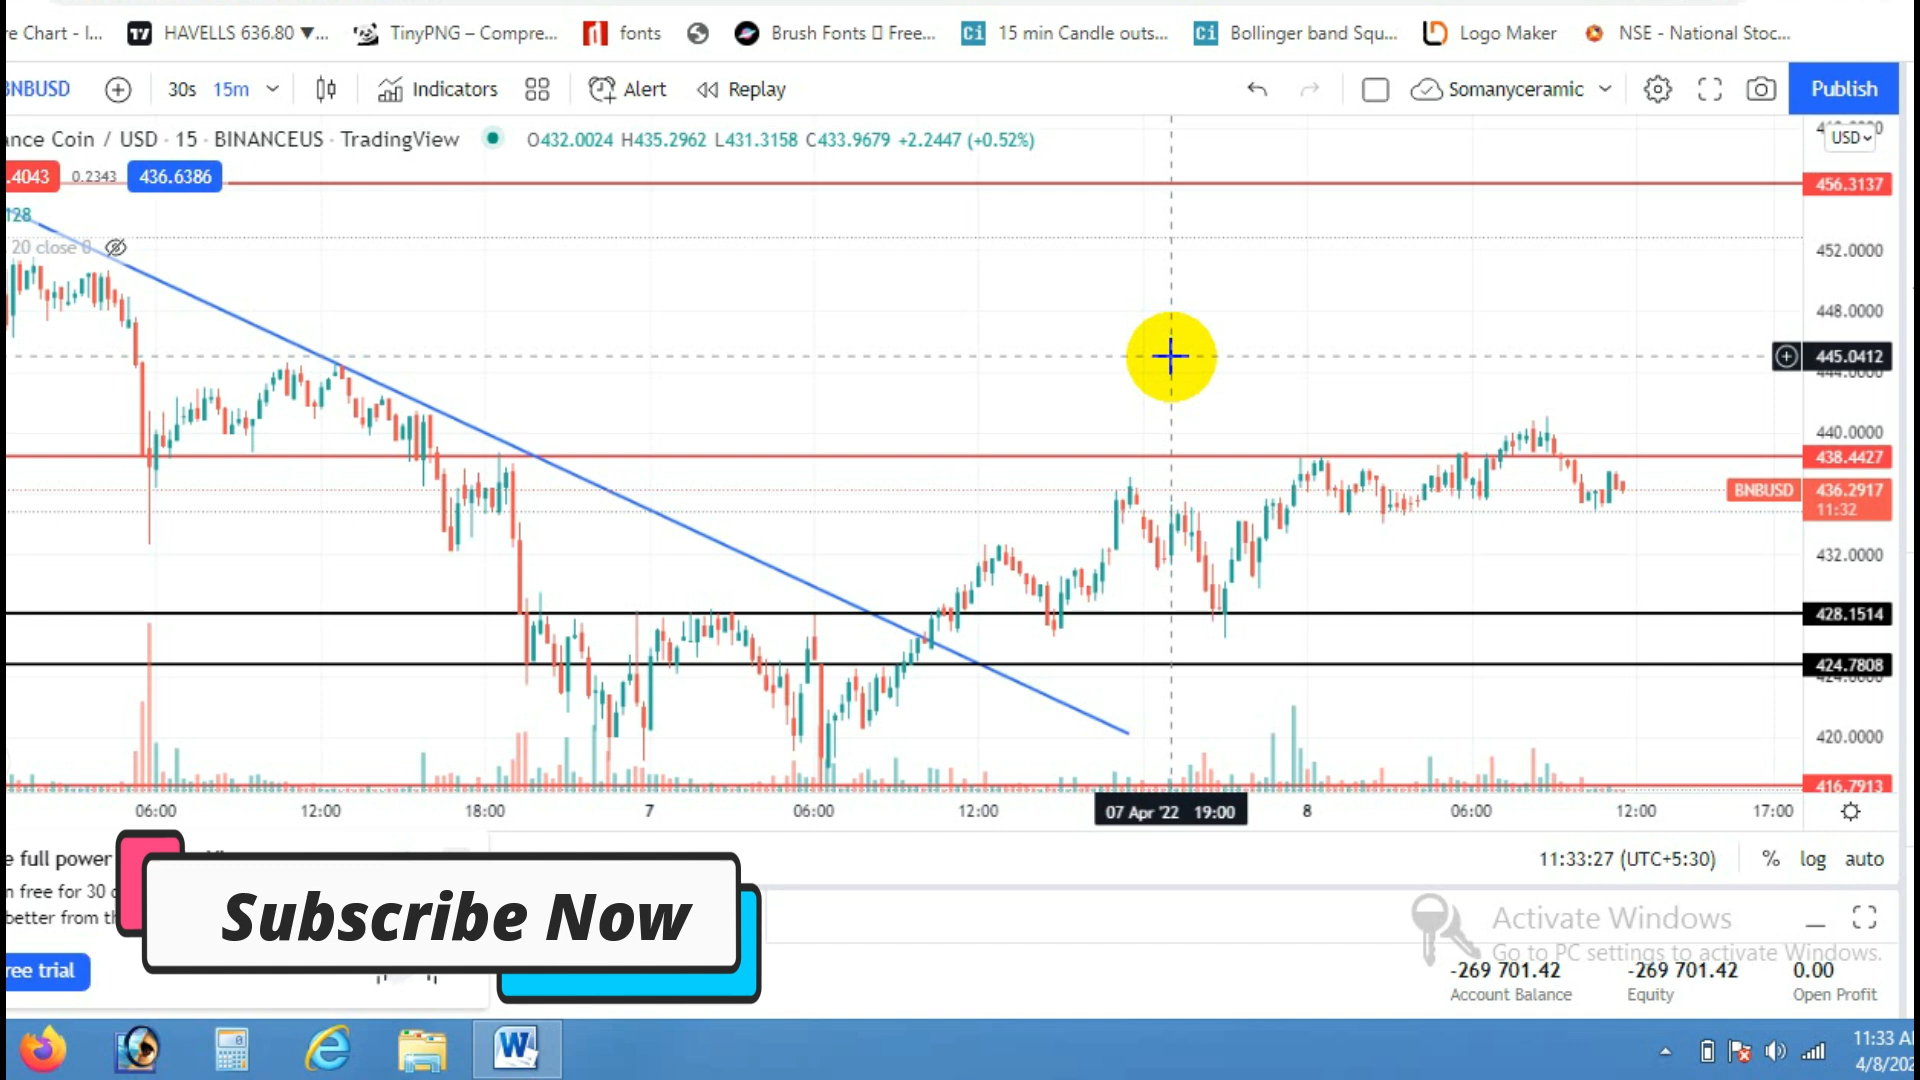 re Chart - I... HAVELLS 636.80 ▼... TinyPNG – Compre... fonts Brush Fonts Free... Ci 15 min Candle outs... Ci Bollinger band Squ... Logo Maker NSE - National Stoc...
BNBUSD 30s 15m Indicators Alert Replay Somanyceramic Publish
ance Coin / USD · 15 · BINANCEUS · TradingView O432.0024 H435.2962 L431.3158 C433.9679 +2.2447 (+0.52%) USD
.4043 0.2343 436.6386 456.3137
128
20 close 0 452.0000
448.0000
445.0412
440.0000
438.4427
BNBUSD 436.2917
11:32
432.0000
428.1514
424.7808
420.0000
416.7913
06:00 12:00 18:00 7 06:00 12:00 07 Apr '22 19:00 8 06:00 12:00 17:00
e full power 11:33:27 (UTC+5:30) % log auto
n free for 30
better from th
Subscribe Now
ree trial
Activate Windows
Go to PC settings to activate Windows.
-269 701.42 -269 701.42 0.00
Account Balance Equity Open Profit
W
11:33 A
4/8/202